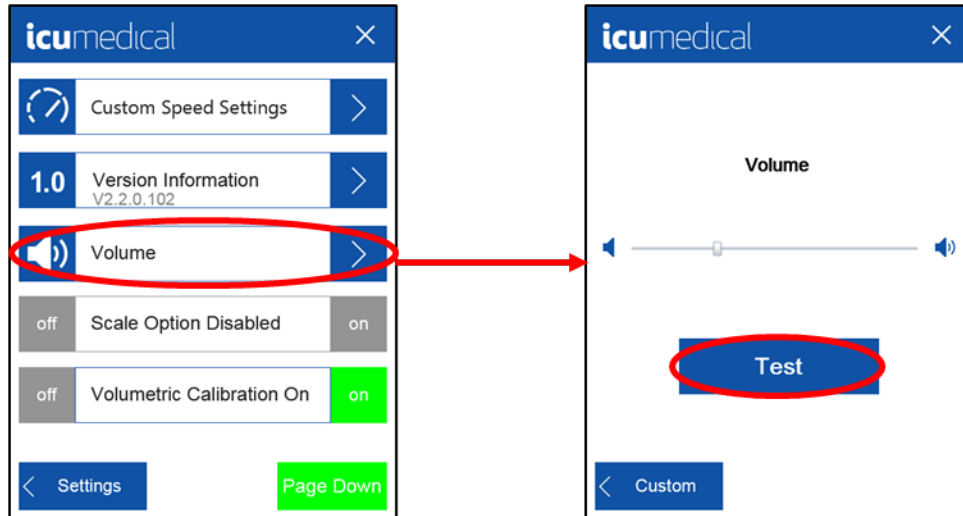 icumedical
Custom Speed Settings
1.0
Version Information
V2.2.0.102
Volume
off
Scale Option Disabled
on
off
Volumetric Calibration On
on
Settings
Page Down
icumedical
Volume
Test
Custom